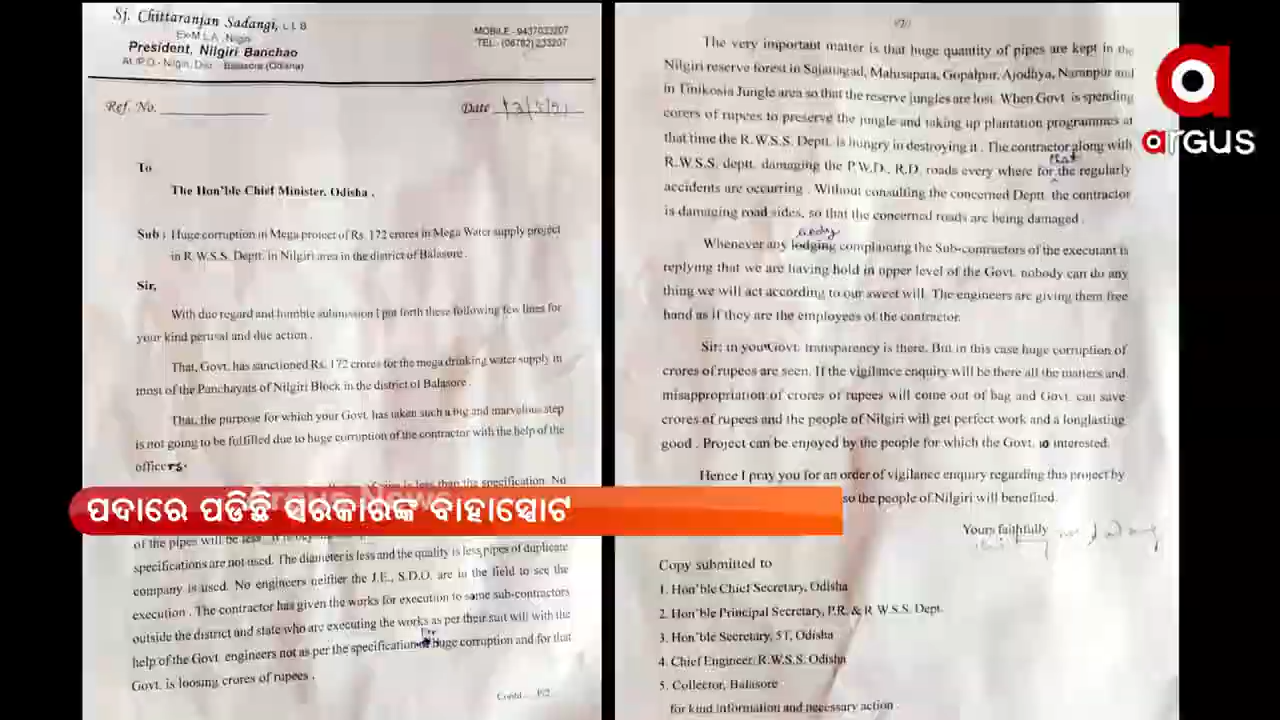 Sj. Chittaranjan Sadangi, LLB
Ex-M.L.A., Nilgiri
President, Nilgiri Banchao
At./P.O.- Nilgiri, Dist. - Balasore (Odisha)
MOBILE - 9437033207
TEL.- (06782) 233207
Ref. No.
Date
To
The Hon'ble Chief Minister, Odisha .
Sub : Huge corruption in Mega project of Rs. 172 crores in Mega Water supply project
in R.W.S.S. Deptt. in Nilgiri area in the district of Balasore .
Sir,
With due regard and humble submission I put forth these following few lines for
your kind perusal and due action .
That, Govt. has sanctioned Rs. 172 crores for the mega drinking water supply in
most of the Panchayats of Nilgiri Block in the district of Balasore .
That, the purpose for which your Govt. has taken such a big and marvelous step
is not going to be fulfilled due to huge corruption of the contractor with the help of the
officers.
is less than the specification. No
of the pipes will be less
specifications are not used. The diameter is less and the quality is less, pipes of duplicate
company is used. No engineers neither the J.E., S.D.O. are in the field to see the
execution . The contractor has given the works for execution to some sub-contractors
outside the district and state who are executing the works as per their suit will with the
help of the Govt. engineers not as per the specification huge corruption and for that
Govt. is loosing crores of rupees .
Contd... P/2
/2/
The very important matter is that huge quantity of pipes are kept in the
Nilgiri reserve forest in Sajanagad, Mahisapata, Gopalpur, Ajodhya, Naranpur and
in Tinikosia Jungle area so that the reserve jungles are lost. When Govt. is spending
corers of rupees to preserve the jungle and taking up plantation programmes at
that time the R.W.S.S. Deptt. is hungry in destroying it . The contractor along with
that
R.W.S.S. deptt. damaging the P.W.D., R.D. roads every where for the regularly
accidents are occurring . Without consulting the concerned Deptt. the contractor
is damaging road sides, so that the concerned roads are being damaged .
Whenever any lodging complaining the Sub-contractors of the executant is
replying that we are having hold in upper level of the Govt. nobody can do any
thing we will act according to our sweet will. The engineers are giving them free
hand as if they are the employees of the contractor.
Sir, in your Govt. transparency is there. But in this case huge corruption of
crores of rupees are seen. If the vigilance enquiry will be there all the matters and
misappropriation of crores of rupees will come out of bag and Govt. can save
crores of rupees and the people of Nilgiri will get perfect work and a longlasting
good . Project can be enjoyed by the people for which the Govt. is interested.
Hence I pray you for an order of vigilance enquiry regarding this project by
so the people of Nilgiri will benefited.
Yours faithfully
Copy submitted to
1. Hon'ble Chief Secretary, Odisha
2. Hon'ble Principal Secretary, P.R. & R.W.S.S. Dept.
3. Hon'ble Secretary, 5T, Odisha
4. Chief Engineer, R.W.S.S. Odisha
5. Collector, Balasore
for kind information and necessary action .
argus
Argus News
ପଦାରେ ପଡିଛି ସରକାରଙ୍କ ବାହାସ୍ଫୋଟ